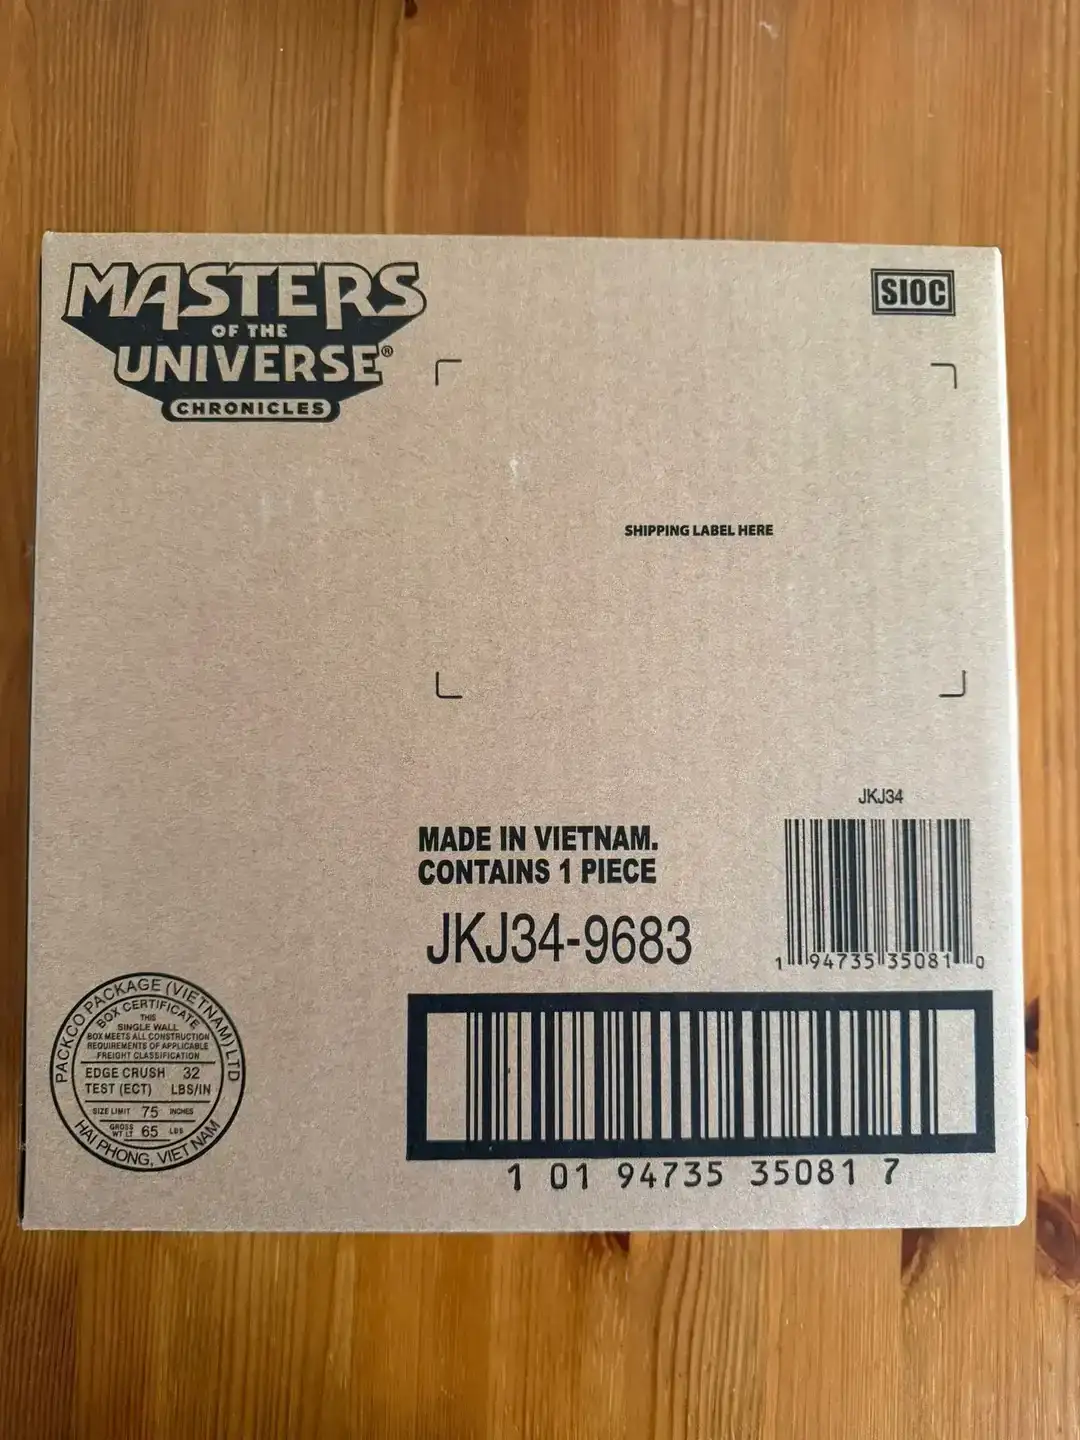 MASTERS
OF THE
UNIVERSE®
CHRONICLES
SIOC
SHIPPING LABEL HERE
JKJ34
MADE IN VIETNAM.
CONTAINS 1 PIECE
JKJ34-9683
1 94735 35081 0
PACKCO PACKAGE (VIETNAM) LTD
BOX CERTIFICATE
THIS
SINGLE WALL
BOX MEETS ALL CONSTRUCTION
REQUIREMENTS OF APPLICABLE
FREIGHT CLASSIFICATION
EDGE CRUSH 32
TEST (ECT) LBS/IN
SIZE LIMIT 75 INCHES
GROSS
WT LT 65 LBS
HAI PHONG, VIET NAM
1 01 94735 35081 7